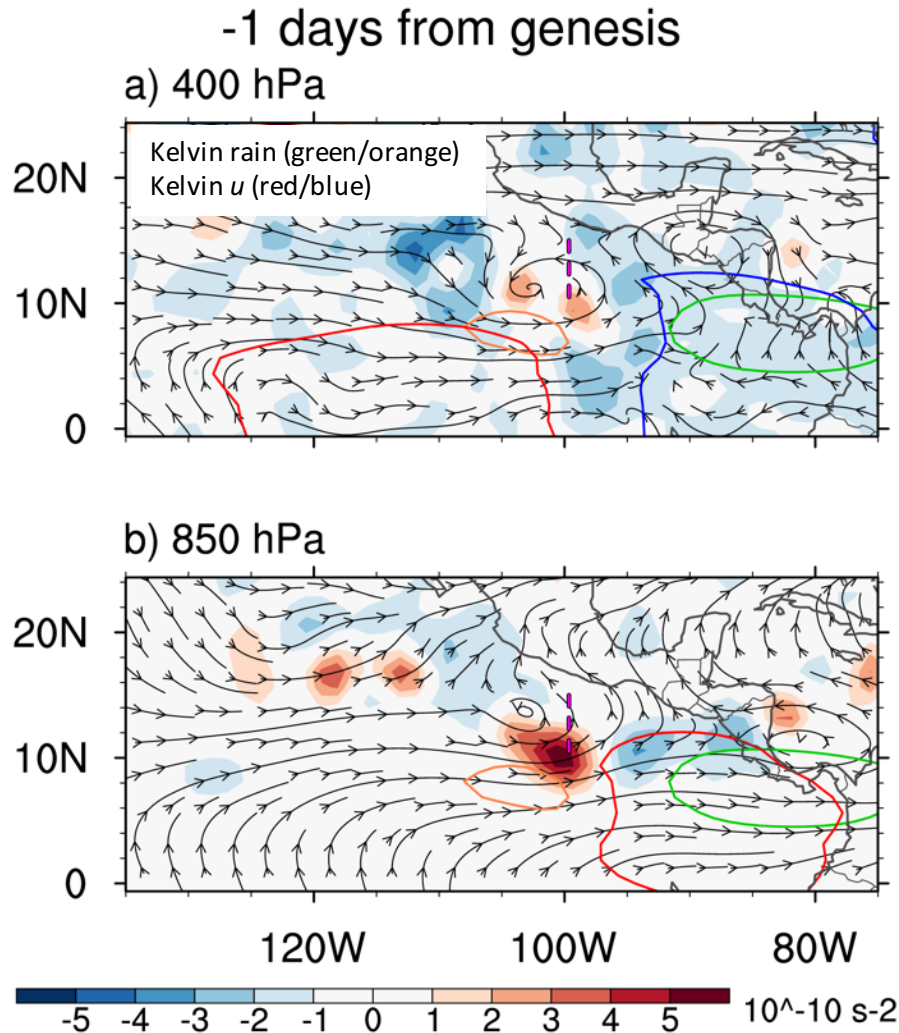 -1 days from genesis
a) 400 hPa
Kelvin rain (green/orange)
Kelvin u (red/blue)
20N
10N
0
b) 850 hPa
20N
10N
0
120W 100W 80W
-5 -4 -3 -2 -1 0 1 2 3 4 5 10^-10 s-2